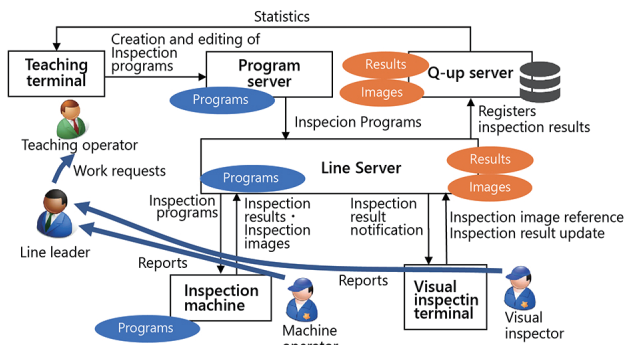 Statistics
Creation and editing of
Inspection
programs
Teaching
terminal
Program
server
Programs
Results
Images
Q-up server
Teaching operator
Inspecion Programs
Registers
inspection results
Work requests
Line Server
Programs
Results
Images
Line leader
Inspection
programs
Inspection
results・
Inspection
images
Inspection
result
notification
Inspection image reference
Inspection result update
Reports
Reports
Inspection
machine
Programs
Machine
Visual
inspectin
terminal
Visual
inspector